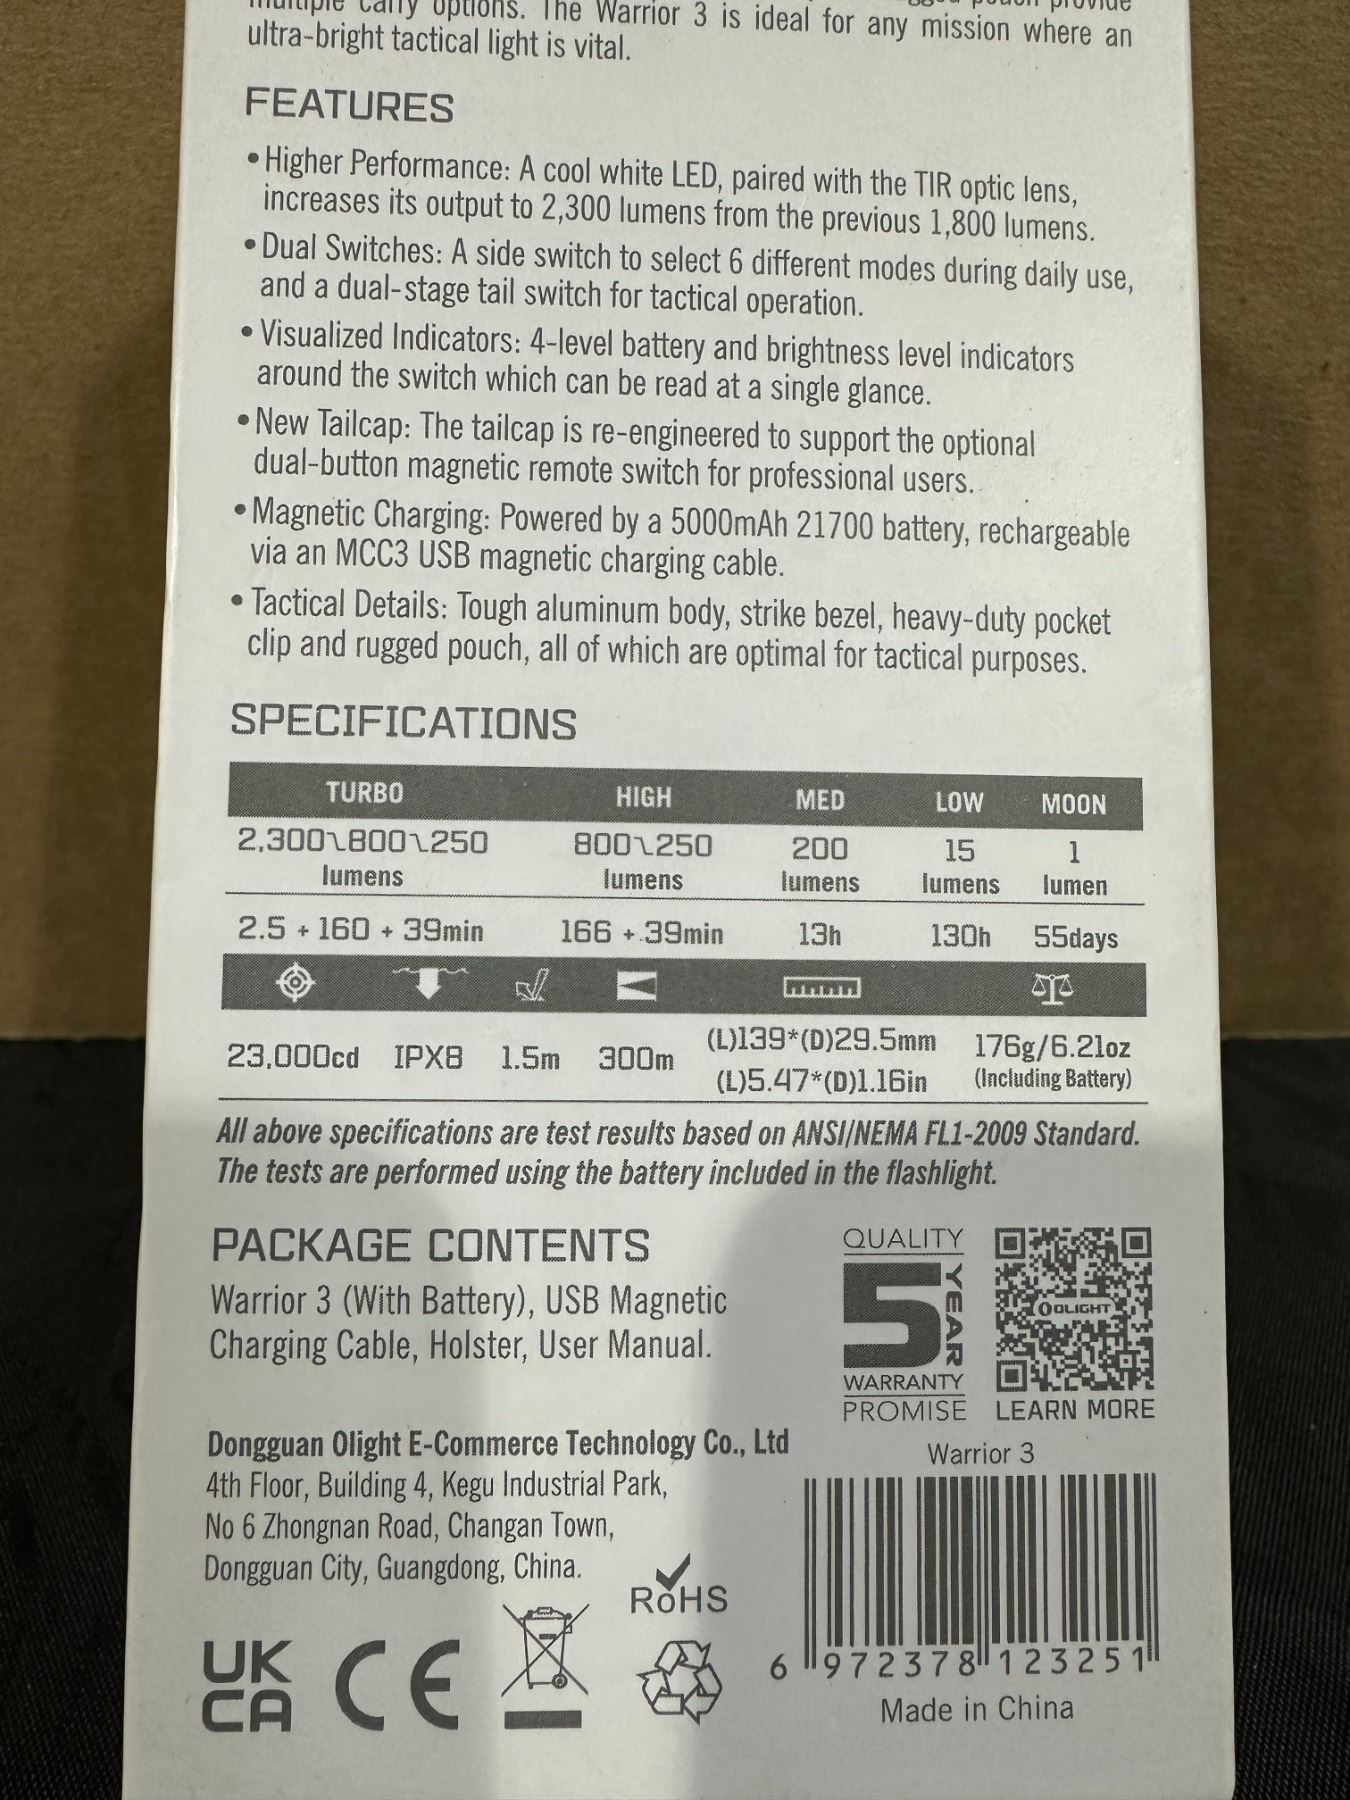 multiple carry options. The Warrior 3 is ideal for any mission where an
ultra-bright tactical light is vital.
FEATURES
•Higher Performance: A cool white LED, paired with the TIR optic lens,
increases its output to 2,300 lumens from the previous 1,800 lumens.
•Dual Switches: A side switch to select 6 different modes during daily use,
and a dual-stage tail switch for tactical operation.
•Visualized Indicators: 4-level battery and brightness level indicators
around the switch which can be read at a single glance.
•New Tailcap: The tailcap is re-engineered to support the optional
dual-button magnetic remote switch for professional users.
•Magnetic Charging: Powered by a 5000mAh 21700 battery, rechargeable
via an MCC3 USB magnetic charging cable.
•Tactical Details: Tough aluminum body, strike bezel, heavy-duty pocket
clip and rugged pouch, all of which are optimal for tactical purposes.
SPECIFICATIONS
TURBO HIGH MED LOW MOON
2,300~800~250 800~250 200 15 1
lumens lumens lumens lumens lumen
2.5 + 160 + 39min 166 + 39min 13h 130h 55days
23,000cd IPX8 1.5m 300m (L)139*(D)29.5mm 176g/6.21oz
(L)5.47*(D)1.16in (Including Battery)
All above specifications are test results based on ANSI/NEMA FL1-2009 Standard.
The tests are performed using the battery included in the flashlight.
PACKAGE CONTENTS
Warrior 3 (With Battery), USB Magnetic
Charging Cable, Holster, User Manual.
QUALITY
5 YEAR
WARRANTY
PROMISE
OLIGHT
LEARN MORE
Dongguan Olight E-Commerce Technology Co., Ltd
4th Floor, Building 4, Kegu Industrial Park,
No 6 Zhongnan Road, Changan Town,
Dongguan City, Guangdong, China.
Warrior 3
RoHS
UK
CA
CE
6 972378 123251
Made in China